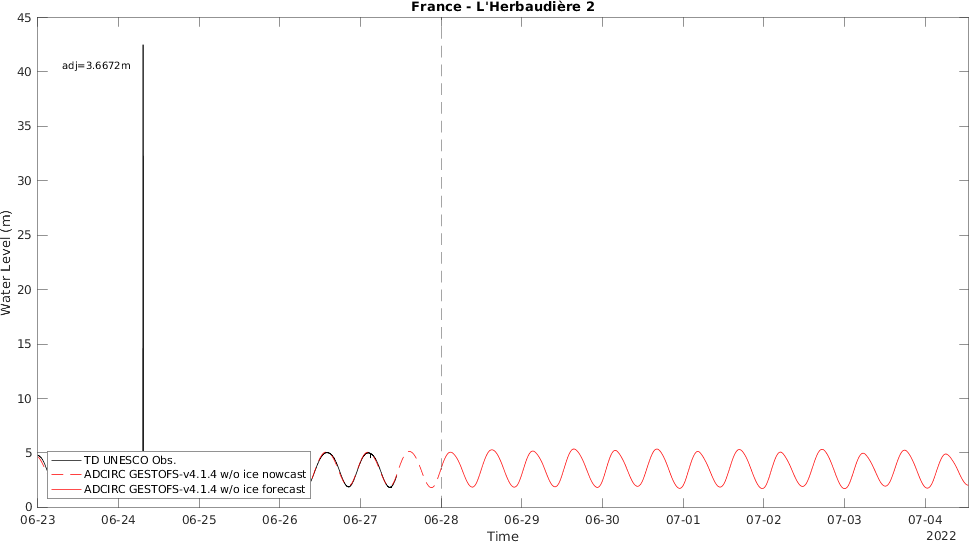 France - L'Herbaudière 2
45
40
35
30
25
20
15
10
5
0
Water Level (m)
adj=3.6672m
TD UNESCO Obs.
ADCIRC GESTOFS-v4.1.4 w/o ice nowcast
ADCIRC GESTOFS-v4.1.4 w/o ice forecast
06-23 06-24 06-25 06-26 06-27 06-28 06-29 06-30 07-01 07-02 07-03 07-04
Time
2022